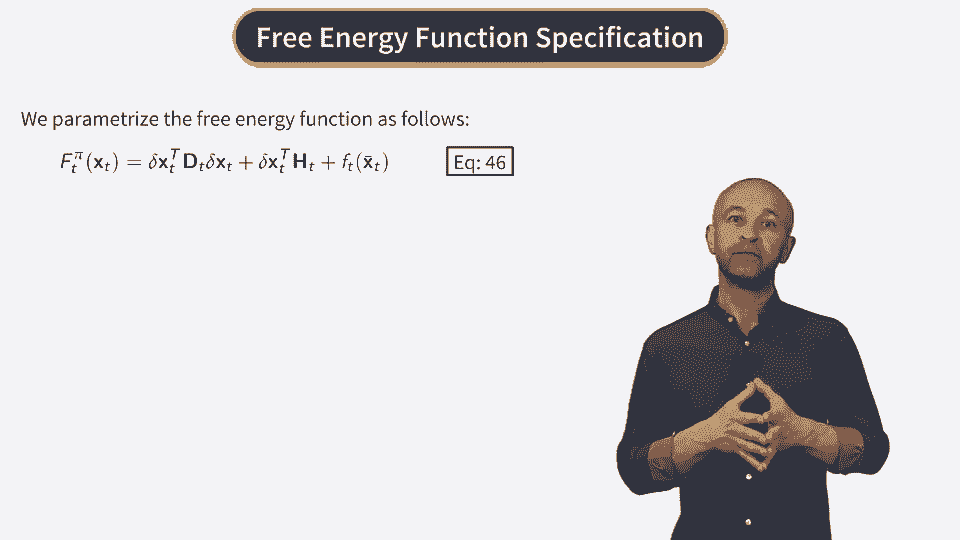 Free Energy Function Specification
We parametrize the free energy function as follows:
$F_t^{\pi}(\mathbf{x}_t) = \delta \mathbf{x}_t^T \mathbf{D}_t \delta \mathbf{x}_t + \delta \mathbf{x}_t^T \mathbf{H}_t + f_t(\bar{\mathbf{x}}_t)$ Eq: 46